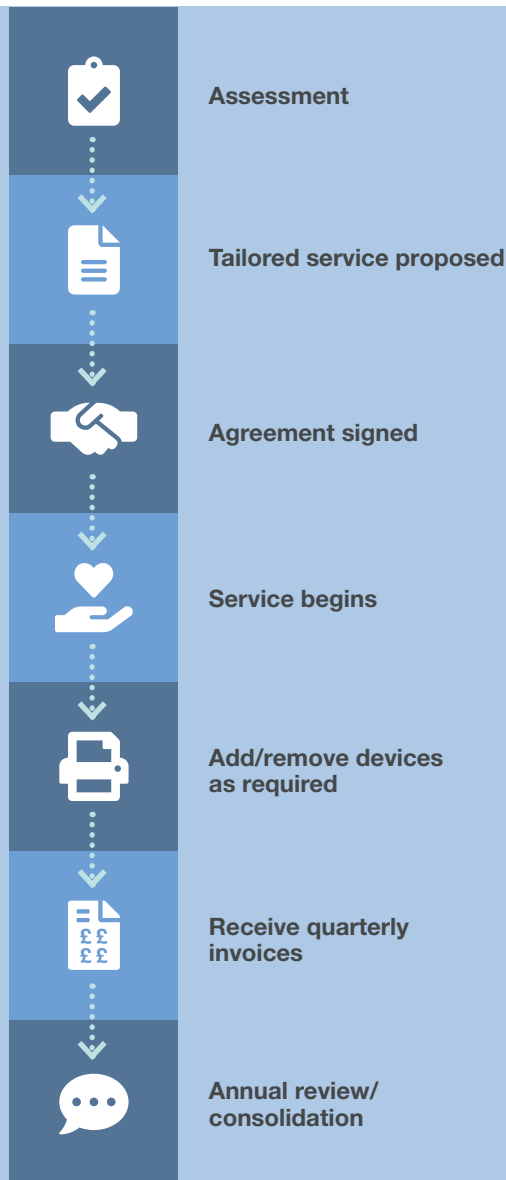 Assessment
Tailored service proposed
Agreement signed
Service begins
Add/remove devices
as required
££
££
Receive quarterly
invoices
Annual review/
consolidation